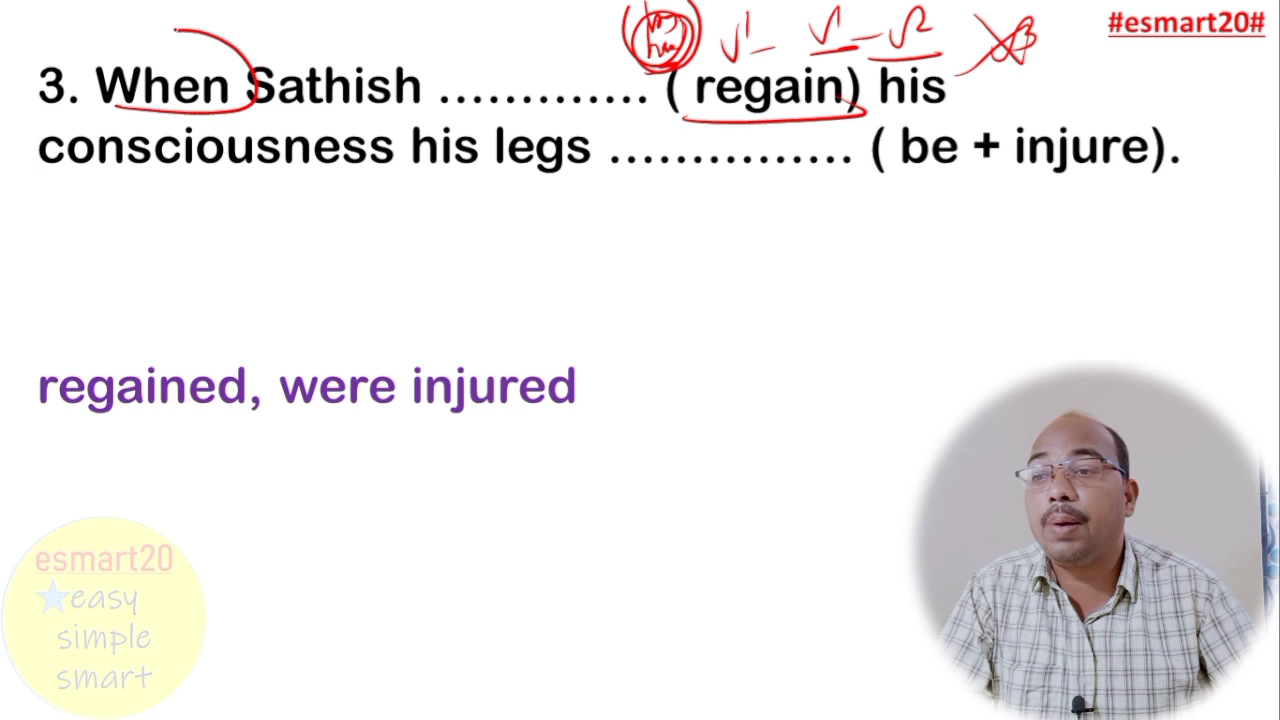 #esmart20#
3. When Sathish ............. ( regain) his
consciousness his legs ............... ( be + injure).
regained, were injured
esmart20
easy
simple
smart